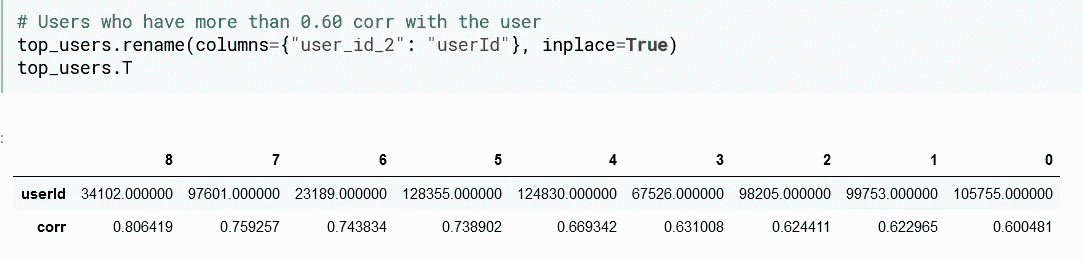 # Users who have more than 0.60 corr with the user
top_users.rename(columns={"user_id_2": "userId"}, inplace=True)
top_users.T
:
8 7 6 5 4 3 2 1 0
userId 34102.000000 97601.000000 23189.000000 128355.000000 124830.000000 67526.000000 98205.000000 99753.000000 105755.000000
corr 0.806419 0.759257 0.743834 0.738902 0.669342 0.631008 0.624411 0.622965 0.600481